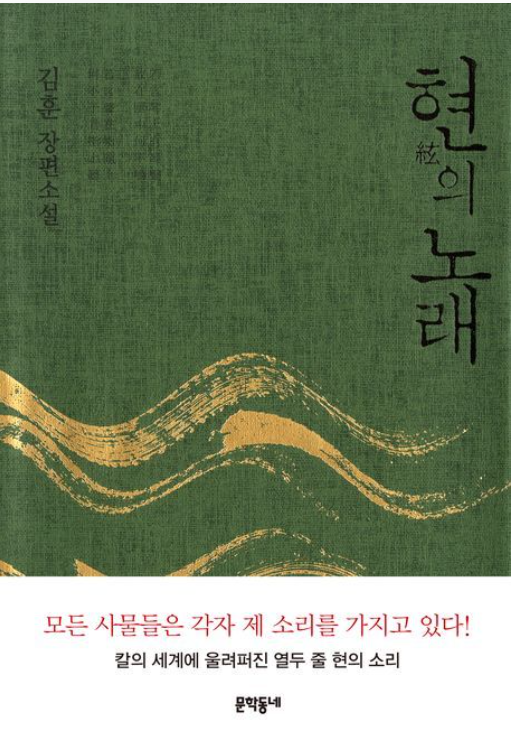 현의 노래
絃
김훈 장편소설
모든 사물들은 각자 제 소리를 가지고 있다!
칼의 세계에 울려퍼진 열두 줄 현의 소리
문학동네